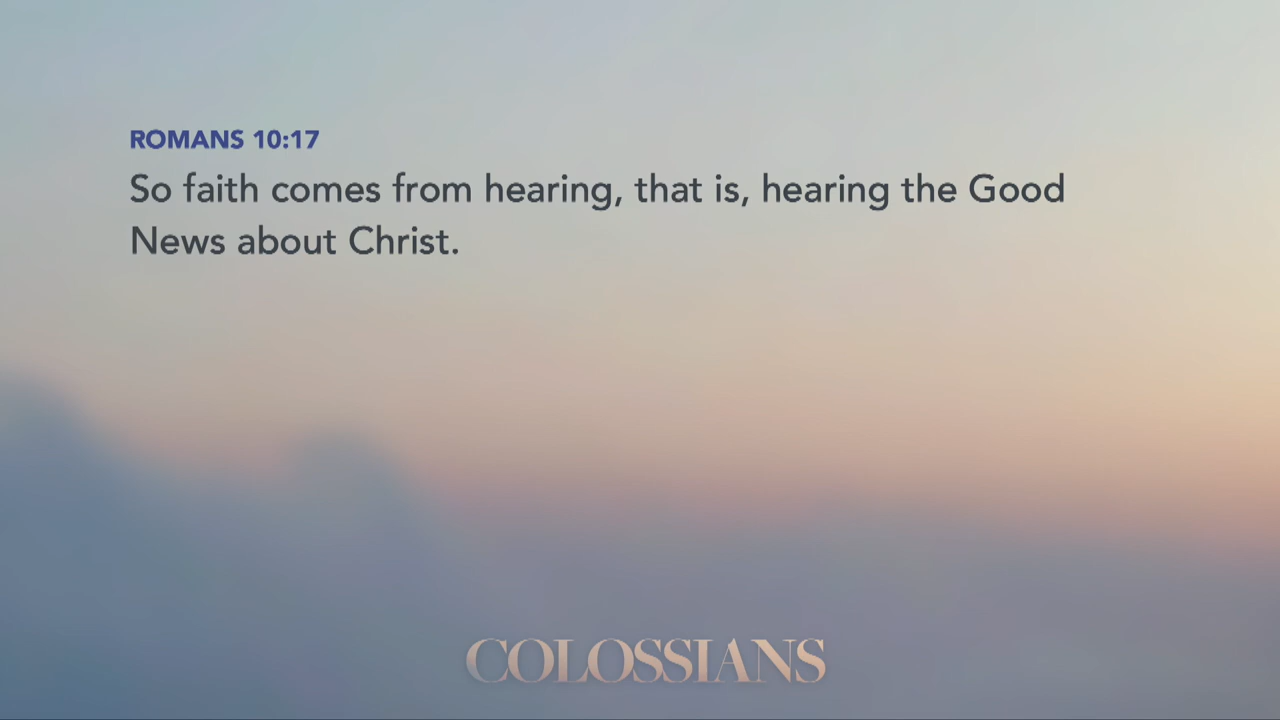 ROMANS 10:17
So faith comes from hearing, that is, hearing the Good
News about Christ.
COLOSSIANS